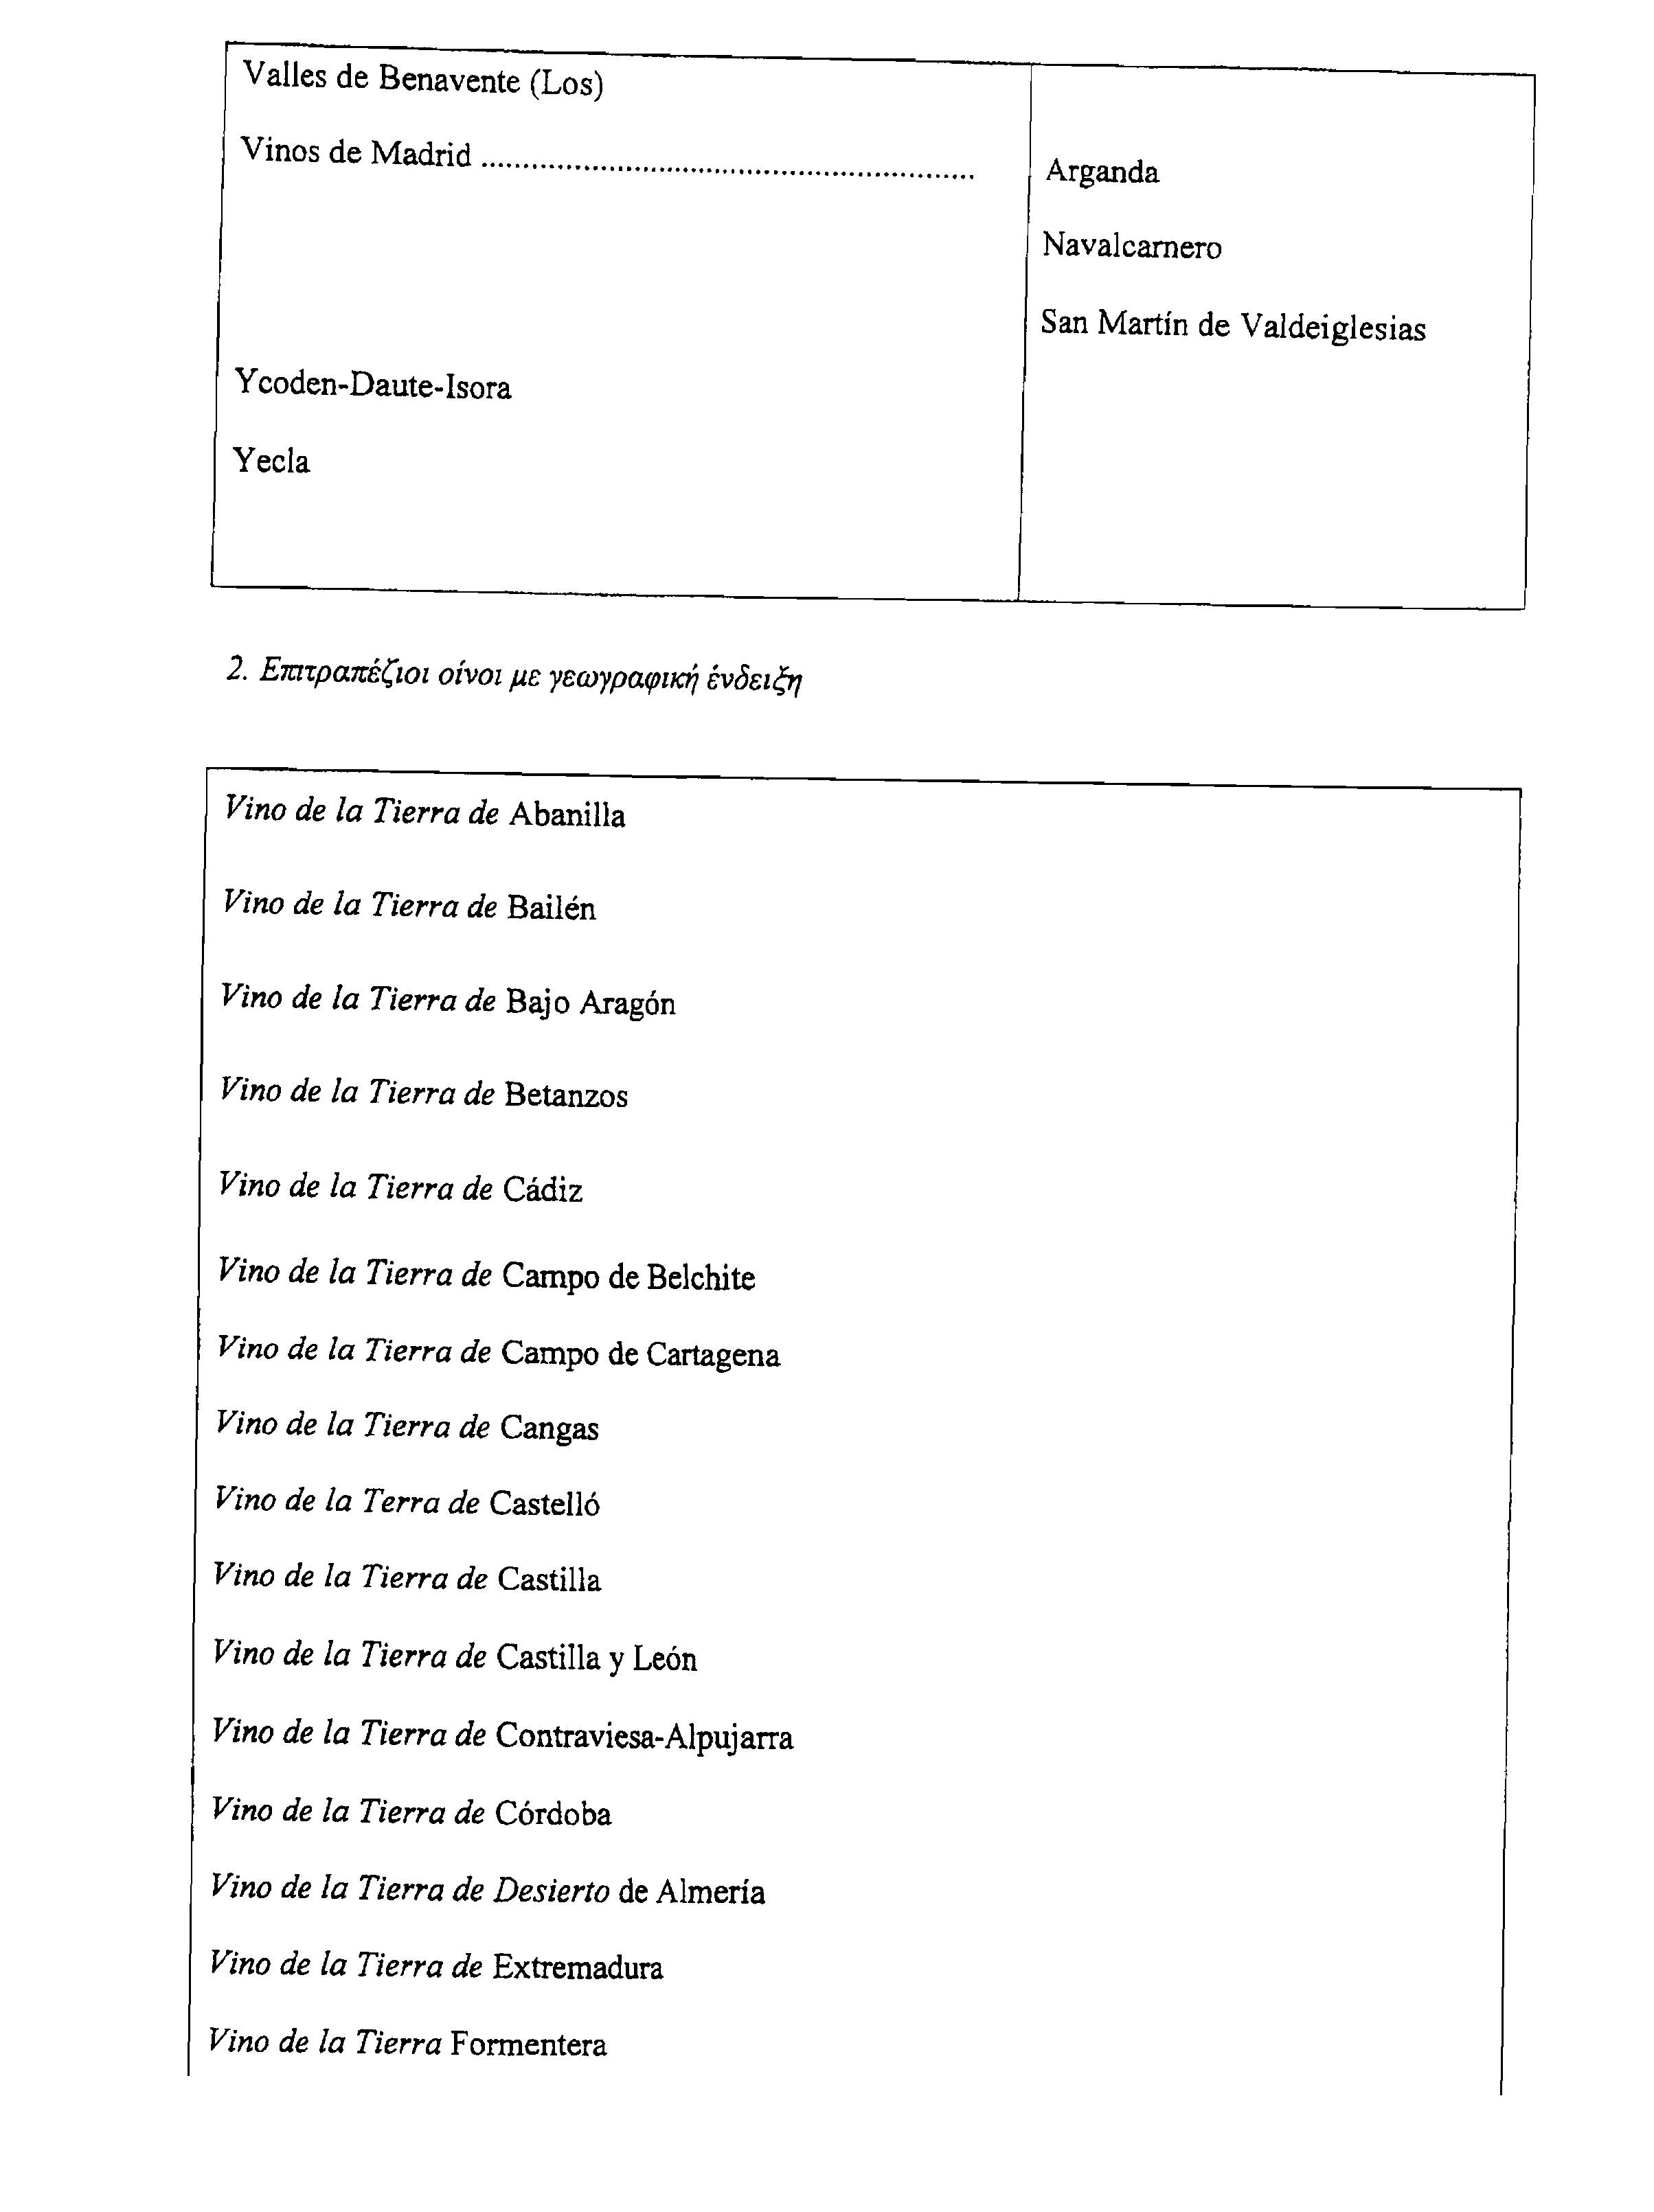 Valles de Benavente (Los)
Vinos de Madrid ............................................................ Arganda
Navalcarnero
San Martín de Valdeiglesias
Ycoden-Daute-Isora
Yecla
2. Επιτραπέζιοι οίνοι με γεωγραφική ένδειξη
Vino de la Tierra de Abanilla
Vino de la Tierra de Bailén
Vino de la Tierra de Bajo Aragón
Vino de la Tierra de Betanzos
Vino de la Tierra de Cádiz
Vino de la Tierra de Campo de Belchite
Vino de la Tierra de Campo de Cartagena
Vino de la Tierra de Cangas
Vino de la Terra de Castelló
Vino de la Tierra de Castilla
Vino de la Tierra de Castilla y León
Vino de la Tierra de Contraviesa-Alpujarra
Vino de la Tierra de Córdoba
Vino de la Tierra de Desierto de Almería
Vino de la Tierra de Extremadura
Vino de la Tierra Formentera